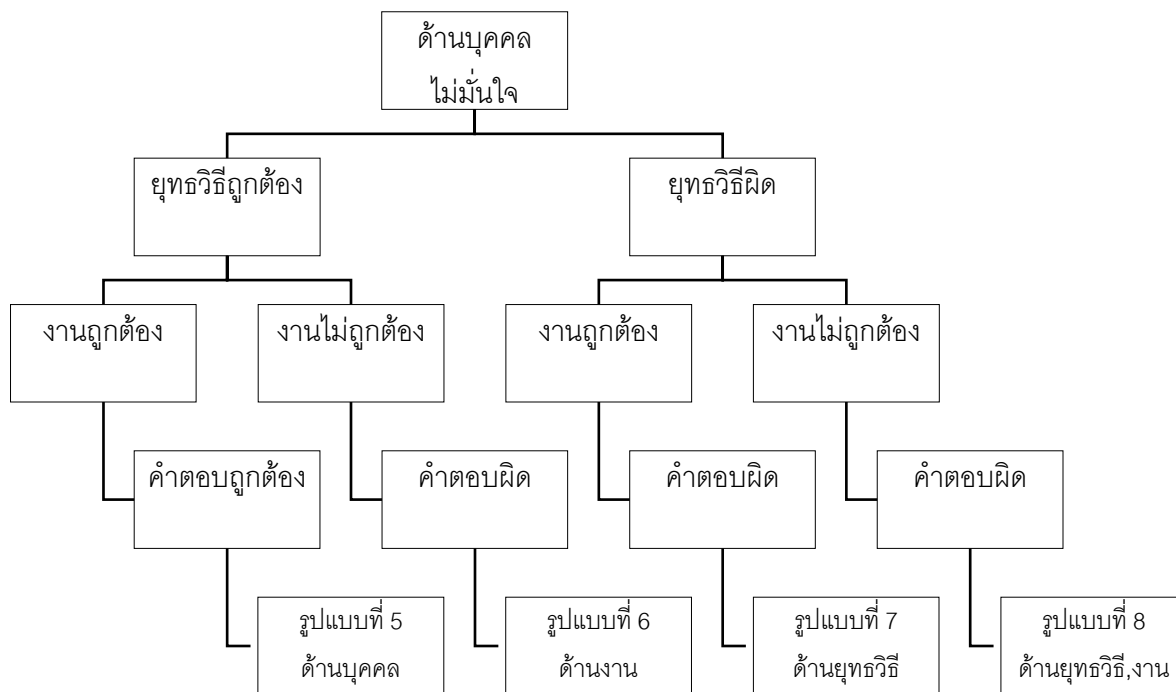 ด้านบุคคล
ไม่มั่นใจ
ยุทธวิธีถูกต้อง
ยุทธวิธีผิด
งานถูกต้อง
งานไม่ถูกต้อง
งานถูกต้อง
งานไม่ถูกต้อง
คำตอบถูกต้อง
คำตอบผิด
คำตอบผิด
คำตอบผิด
รูปแบบที่ 5
ด้านบุคคล
รูปแบบที่ 6
ด้านงาน
รูปแบบที่ 7
ด้านยุทธวิธี
รูปแบบที่ 8
ด้านยุทธวิธี,งาน